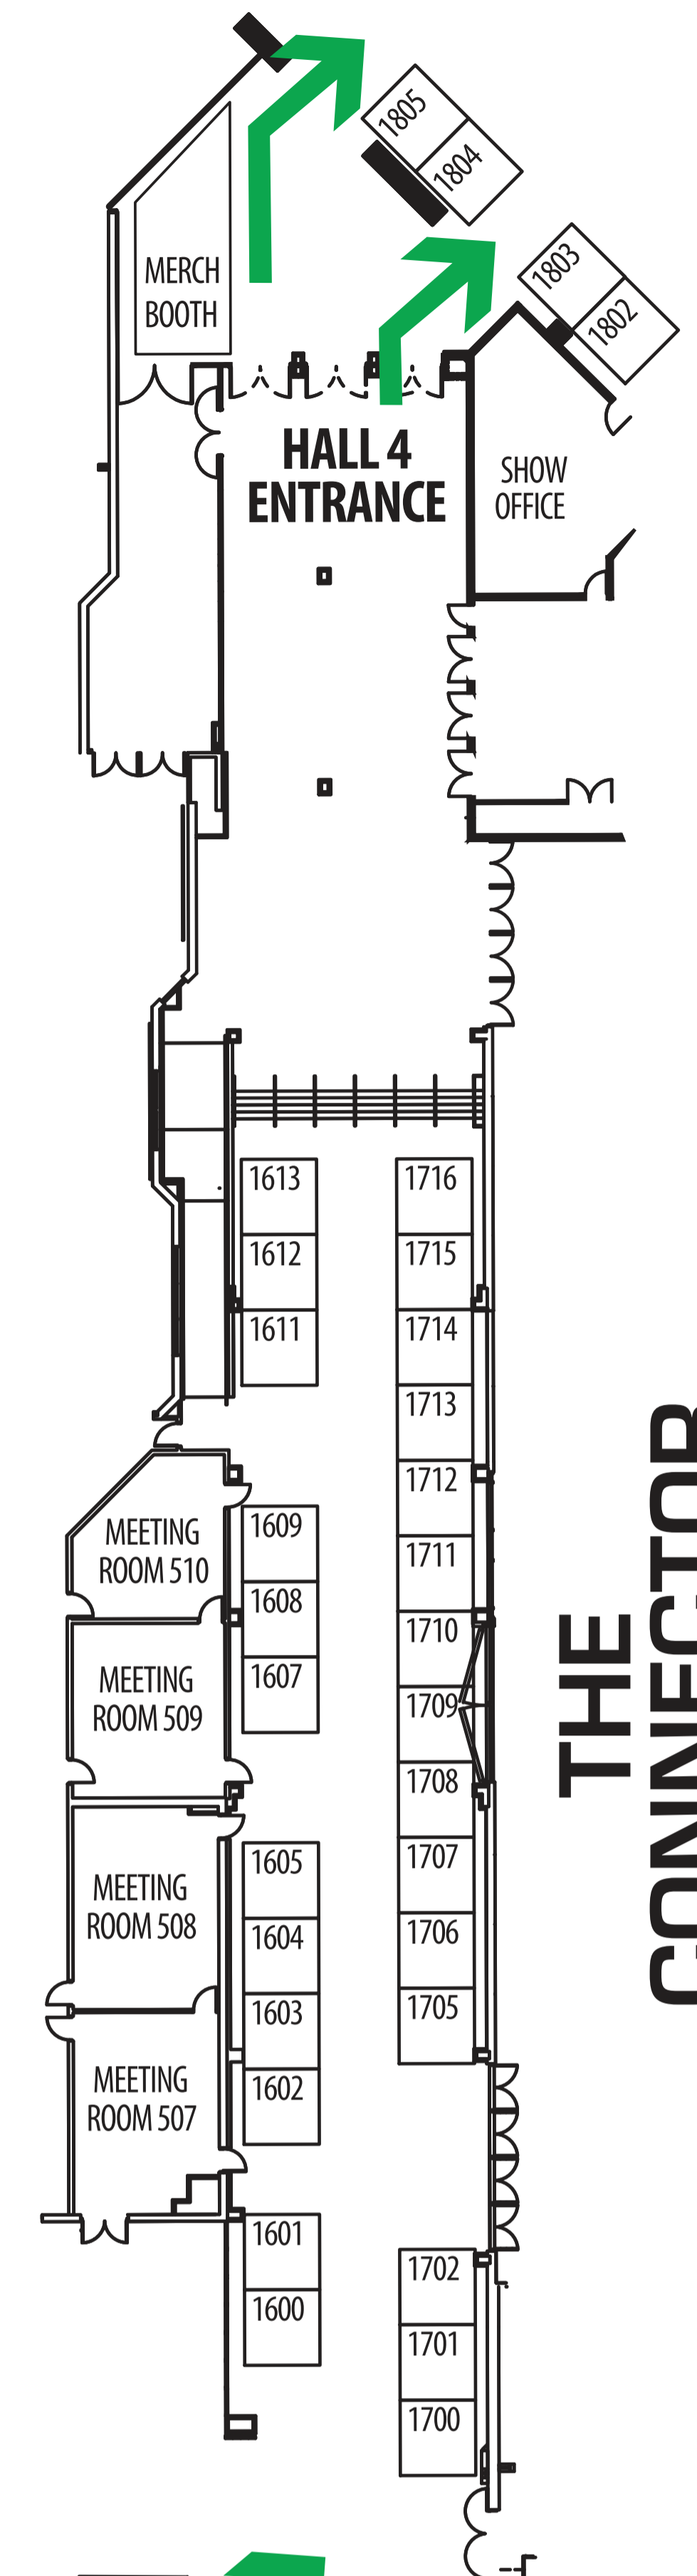 1805
1804
1803
1802
MERCH
BOOTH
HALL 4
ENTRANCE
SHOW
OFFICE
1613
1612
1611
1716
1715
1714
1713
1712
1711
1710
1709
1708
1707
1706
1705
MEETING
ROOM 510
1609
1608
1607
MEETING
ROOM 509
MEETING
ROOM 508
1605
1604
1603
1602
MEETING
ROOM 507
1601
1600
1702
1701
1700
THE
CONNECTOR